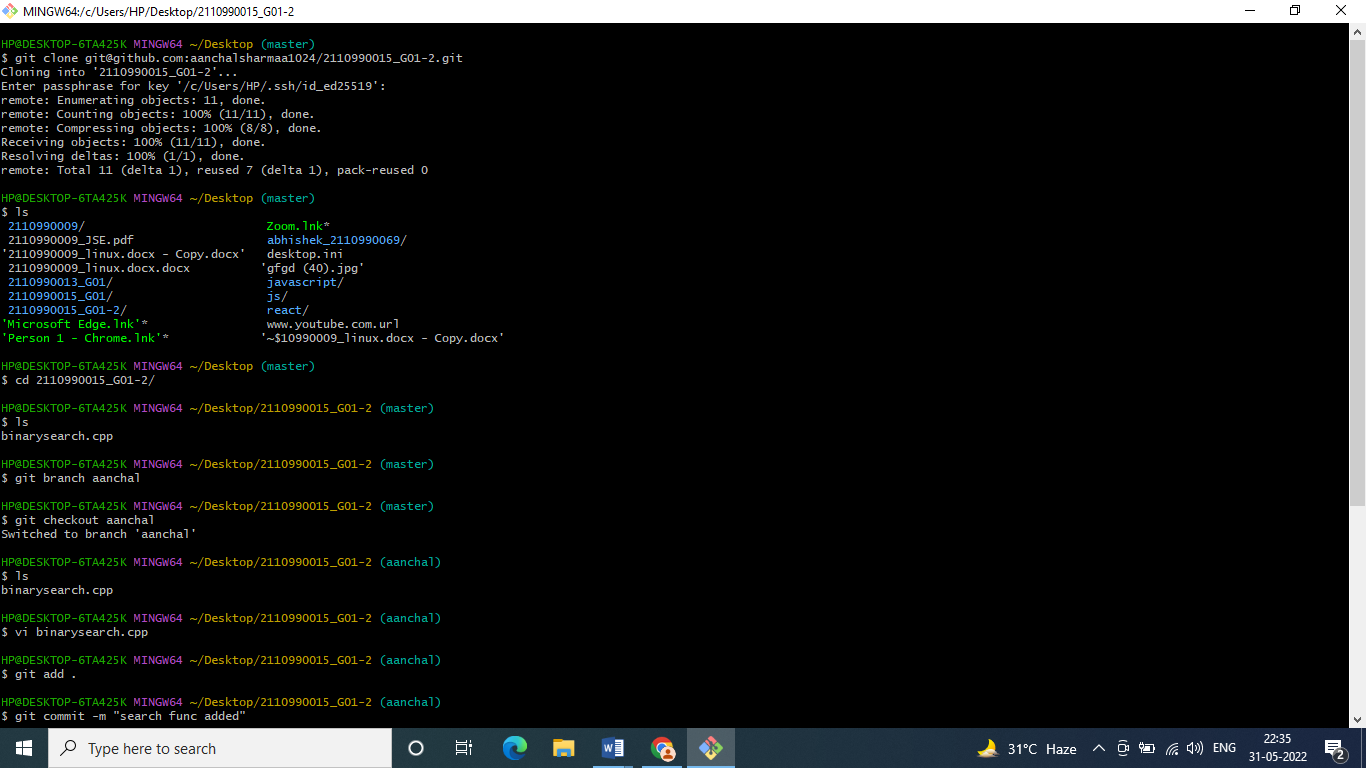 MINGW64:/c/Users/HP/Desktop/2110990015_G01-2
HP@DESKTOP-6TA425K MINGW64 ~/Desktop (master)
$ git clone git@github.com:aanchalsharmaa1024/2110990015_G01-2.git
Cloning into '2110990015_G01-2'...
Enter passphrase for key '/c/Users/HP/.ssh/id_ed25519':
remote: Enumerating objects: 11, done.
remote: Counting objects: 100% (11/11), done.
remote: Compressing objects: 100% (8/8), done.
Receiving objects: 100% (11/11), done.
Resolving deltas: 100% (1/1), done.
remote: Total 11 (delta 1), reused 7 (delta 1), pack-reused 0
HP@DESKTOP-6TA425K MINGW64 ~/Desktop (master)
$ ls
2110990009/ Zoom.lnk*
2110990009_JSE.pdf abhishek_2110990069/
'2110990009_linux.docx - Copy.docx' desktop.ini
2110990009_linux.docx.docx 'gfgd (40).jpg'
2110990013_G01/ javascript/
2110990015_G01/ js/
2110990015_G01-2/ react/
'Microsoft Edge.lnk'* www.youtube.com.url
'Person 1 - Chrome.lnk'* '~$10990009_linux.docx - Copy.docx'
HP@DESKTOP-6TA425K MINGW64 ~/Desktop (master)
$ cd 2110990015_G01-2/
HP@DESKTOP-6TA425K MINGW64 ~/Desktop/2110990015_G01-2 (master)
$ ls
binarysearch.cpp
HP@DESKTOP-6TA425K MINGW64 ~/Desktop/2110990015_G01-2 (master)
$ git branch aanchal
HP@DESKTOP-6TA425K MINGW64 ~/Desktop/2110990015_G01-2 (master)
$ git checkout aanchal
Switched to branch 'aanchal'
HP@DESKTOP-6TA425K MINGW64 ~/Desktop/2110990015_G01-2 (aanchal)
$ ls
binarysearch.cpp
HP@DESKTOP-6TA425K MINGW64 ~/Desktop/2110990015_G01-2 (aanchal)
$ vi binarysearch.cpp
HP@DESKTOP-6TA425K MINGW64 ~/Desktop/2110990015_G01-2 (aanchal)
$ git add .
HP@DESKTOP-6TA425K MINGW64 ~/Desktop/2110990015_G01-2 (aanchal)
$ git commit -m "search func added"
Type here to search
31°C Haze
ENG
22:35
31-05-2022
2